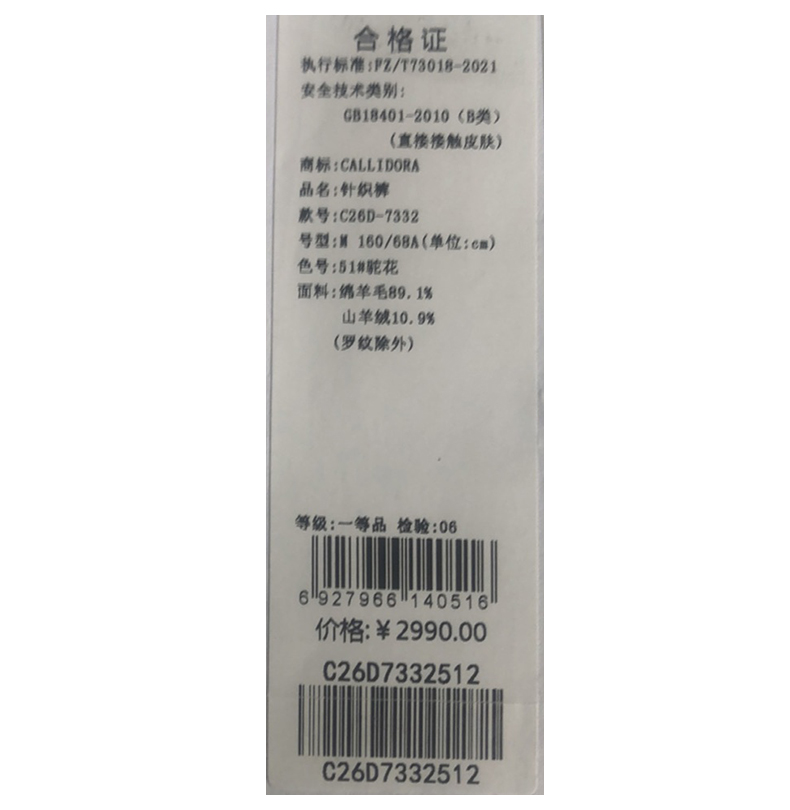 合格证
执行标准:FZ/T73018-2021
安全技术类别:
GB18401-2010（B类）
(直接接触皮肤)
商标:CALLIDORA
品名:针织裤
款号:C26D-7332
号型:M 160/68A(单位:cm)
色号:51#驼花
面料:绵羊毛89.1%
山羊绒10.9%
(罗纹除外)
等级:一等品 检验:06
6 927966 140516
价格:￥2990.00
C26D7332512
C26D7332512